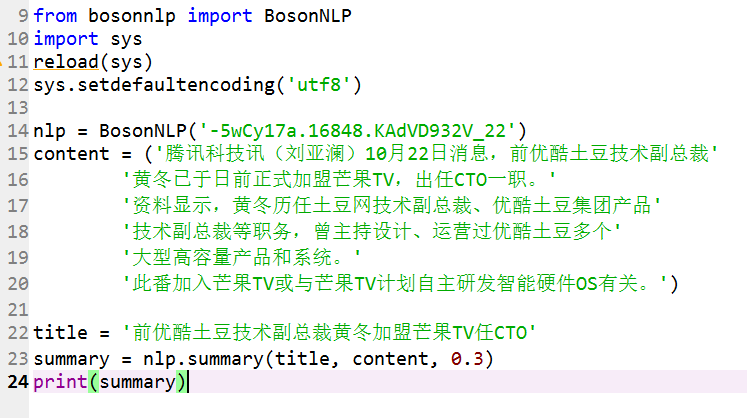 9 from bosonnlp import BosonNLP
10 import sys
11 reload(sys)
12 sys.setdefaultencoding('utf8')
13
14 nlp = BosonNLP('-5wCy17a.16848.KAdVD932V_22')
15 content = ('腾讯科技讯（刘亚澜）10月22日消息，前优酷土豆技术副总裁'
16 '黄冬已于日前正式加盟芒果TV，出任CTO一职。'
17 '资料显示，黄冬历任土豆网技术副总裁、优酷土豆集团产品'
18 '技术副总裁等职务，曾主持设计、运营过优酷土豆多个'
19 '大型高容量产品和系统。'
20 '此番加入芒果TV或与芒果TV计划自主研发智能硬件OS有关。')
21
22 title = '前优酷土豆技术副总裁黄冬加盟芒果TV任CTO'
23 summary = nlp.summary(title, content, 0.3)
24 print(summary)